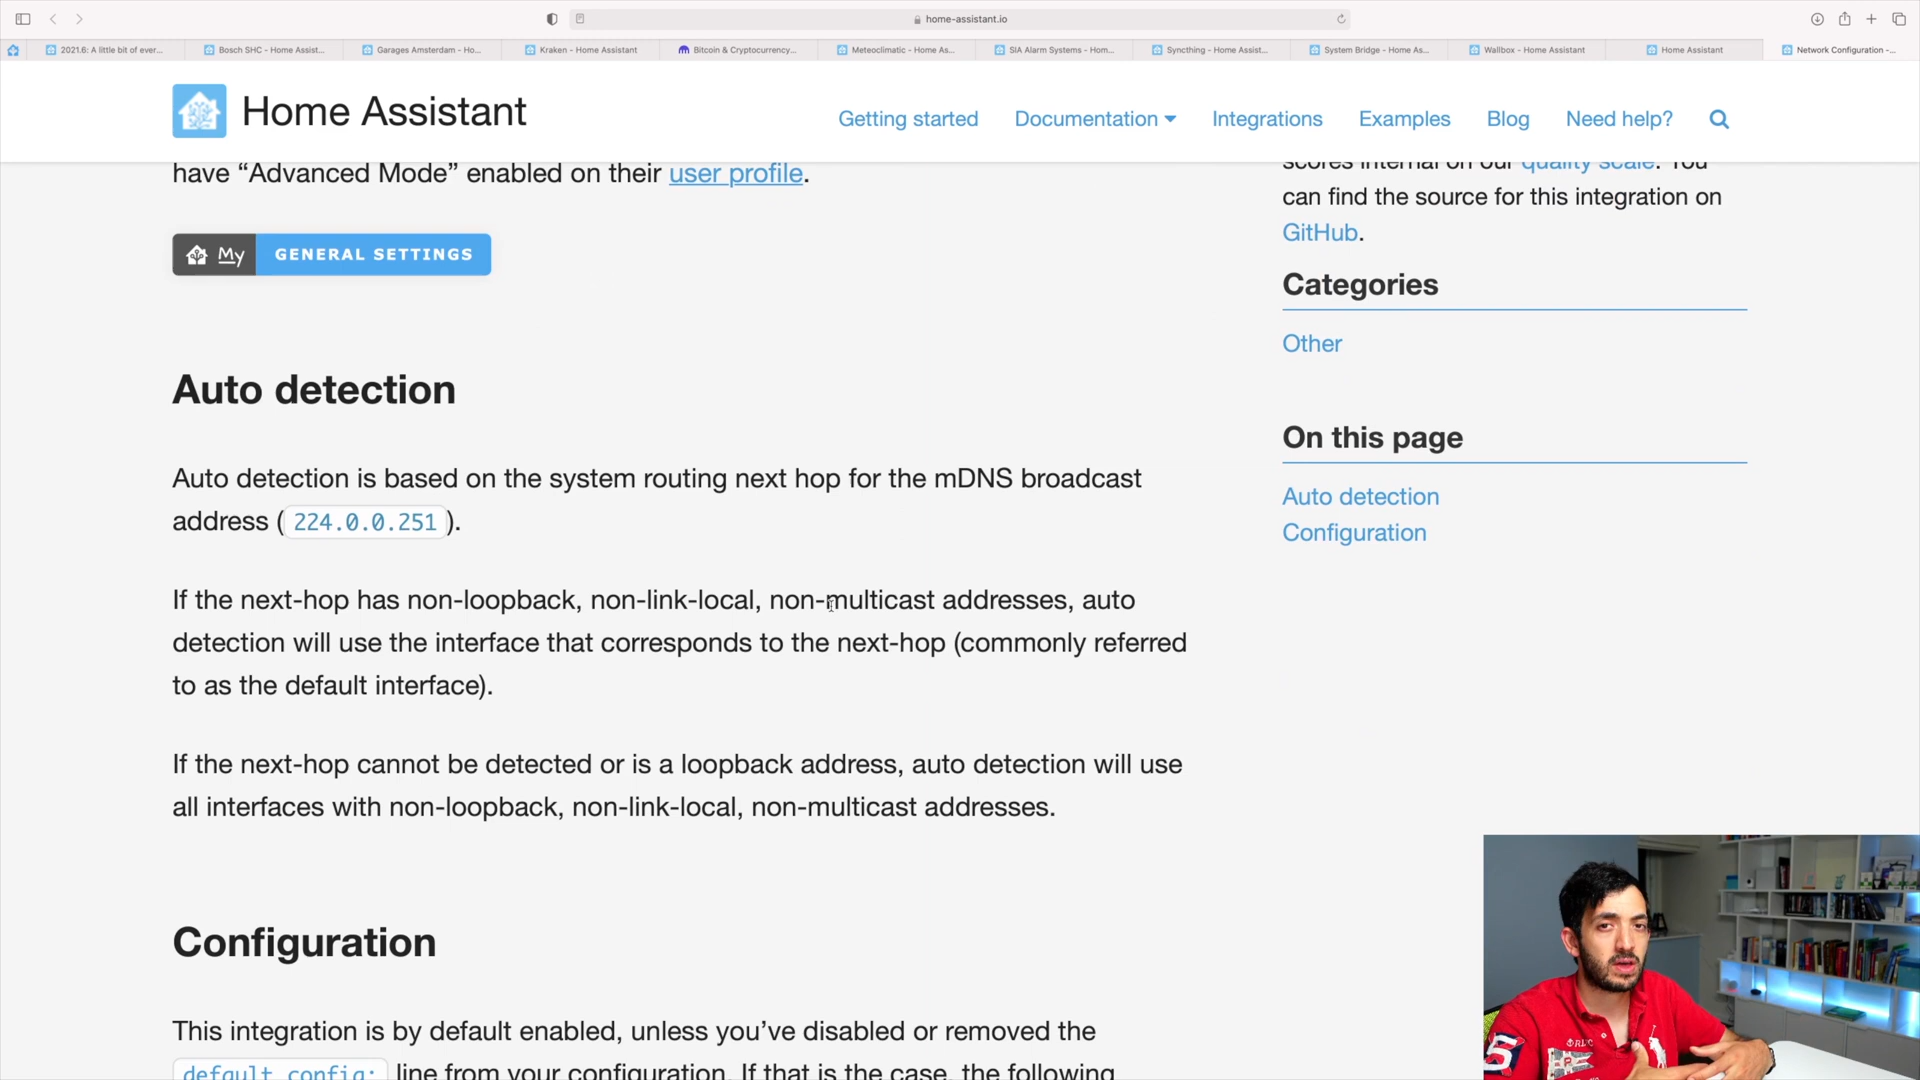 home-assistant.io
2021.6: A little bit of ever...
Bosch SHC - Home Assist...
Garages Amsterdam - Ho...
Kraken - Home Assistant
Bitcoin & Cryptocurrency...
Meteoclimatic - Home As...
SIA Alarm Systems - Hom...
Syncthing - Home Assist...
System Bridge - Home As...
Wallbox - Home Assistant
Home Assistant
Network Configuration -...
Home Assistant
Getting started
Documentation
Integrations
Examples
Blog
Need help?
have “Advanced Mode” enabled on their user profile.
My GENERAL SETTINGS
Auto detection
Auto detection is based on the system routing next hop for the mDNS broadcast
address ( 224.0.0.251 ).
If the next-hop has non-loopback, non-link-local, non-multicast addresses, auto
detection will use the interface that corresponds to the next-hop (commonly referred
to as the default interface).
If the next-hop cannot be detected or is a loopback address, auto detection will use
all interfaces with non-loopback, non-link-local, non-multicast addresses.
Configuration
This integration is by default enabled, unless you’ve disabled or removed the
default_config: line from your configuration. If that is the case, the following
scores internal on our quality scale. You
can find the source for this integration on
GitHub.
Categories
Other
On this page
Auto detection
Configuration
5